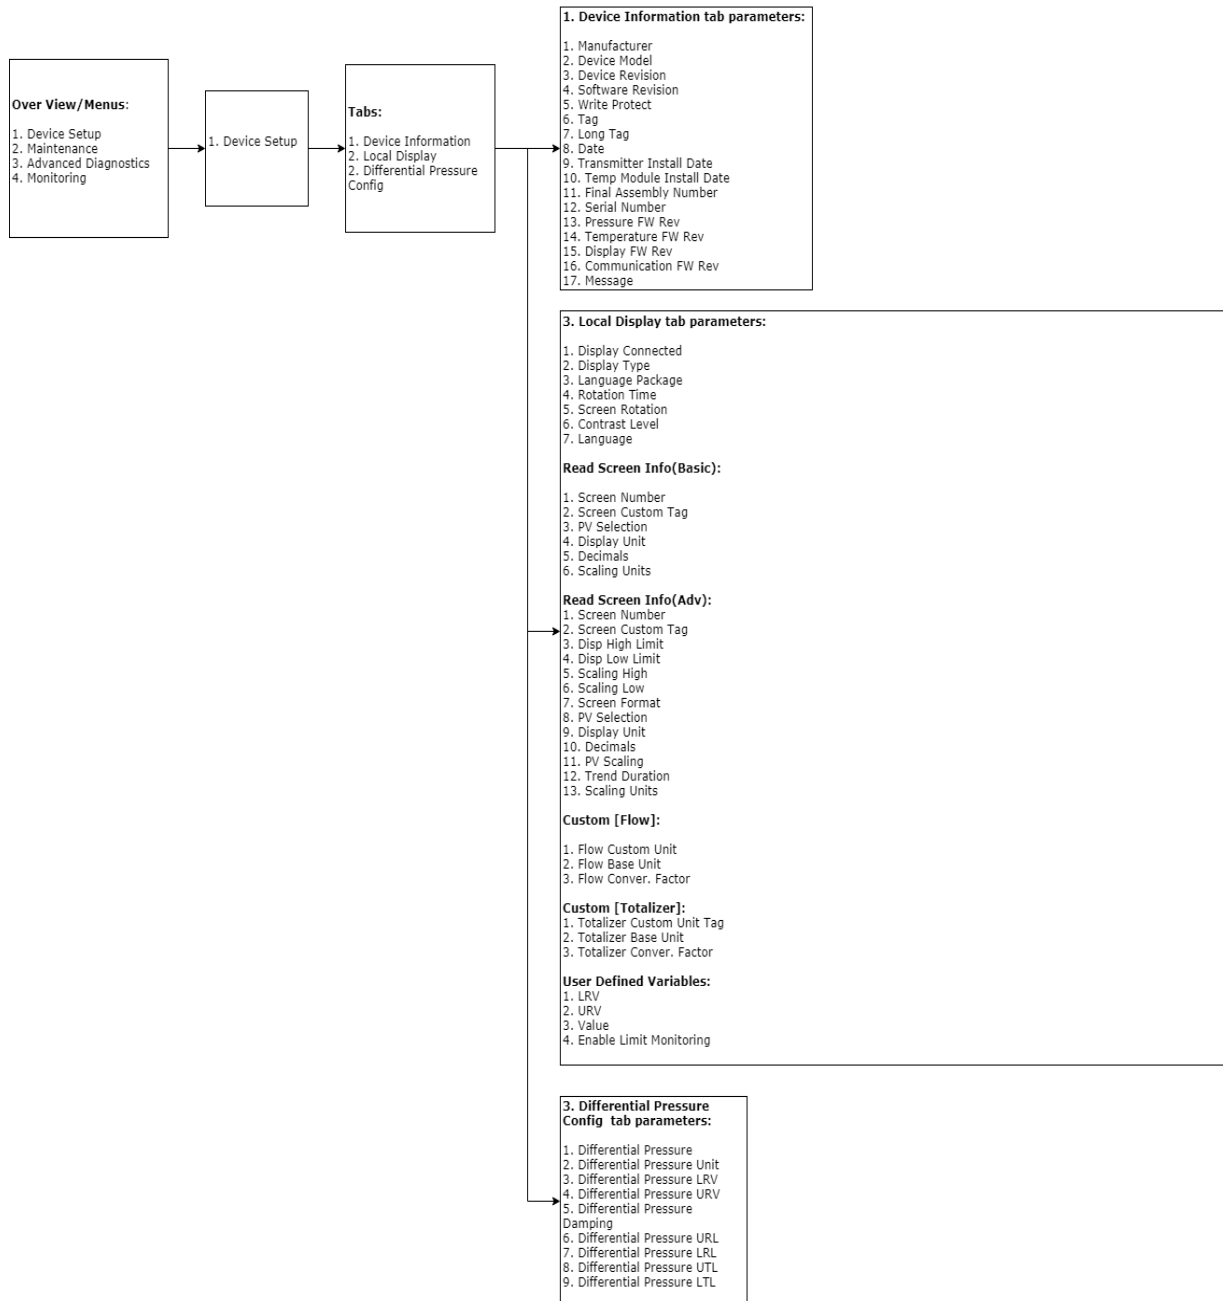 Over View/Menus:
1. Device Setup
2. Maintenance
3. Advanced Diagnostics
4. Monitoring
1. Device Setup
Tabs:
1. Device Information
2. Local Display
2. Differential Pressure
Config
1. Device Information tab parameters:
1. Manufacturer
2. Device Model
3. Device Revision
4. Software Revision
5. Write Protect
6. Tag
7. Long Tag
8. Date
9. Transmitter Install Date
10. Temp Module Install Date
11. Final Assembly Number
12. Serial Number
13. Pressure FW Rev
14. Temperature FW Rev
15. Display FW Rev
16. Communication FW Rev
17. Message
3. Local Display tab parameters:
1. Display Connected
2. Display Type
3. Language Package
4. Rotation Time
5. Screen Rotation
6. Contrast Level
7. Language
Read Screen Info(Basic):
1. Screen Number
2. Screen Custom Tag
3. PV Selection
4. Display Unit
5. Decimals
6. Scaling Units
Read Screen Info(Adv):
1. Screen Number
2. Screen Custom Tag
3. Disp High Limit
4. Disp Low Limit
5. Scaling High
6. Scaling Low
7. Screen Format
8. PV Selection
9. Display Unit
10. Decimals
11. PV Scaling
12. Trend Duration
13. Scaling Units
Custom [Flow]:
1. Flow Custom Unit
2. Flow Base Unit
3. Flow Conver. Factor
Custom [Totalizer]:
1. Totalizer Custom Unit Tag
2. Totalizer Base Unit
3. Totalizer Conver. Factor
User Defined Variables:
1. LRV
2. URV
3. Value
4. Enable Limit Monitoring
3. Differential Pressure
Config  tab parameters:
1. Differential Pressure
2. Differential Pressure Unit
3. Differential Pressure LRV
4. Differential Pressure URV
5. Differential Pressure
Damping
6. Differential Pressure URL
7. Differential Pressure LRL
8. Differential Pressure UTL
9. Differential Pressure LTL